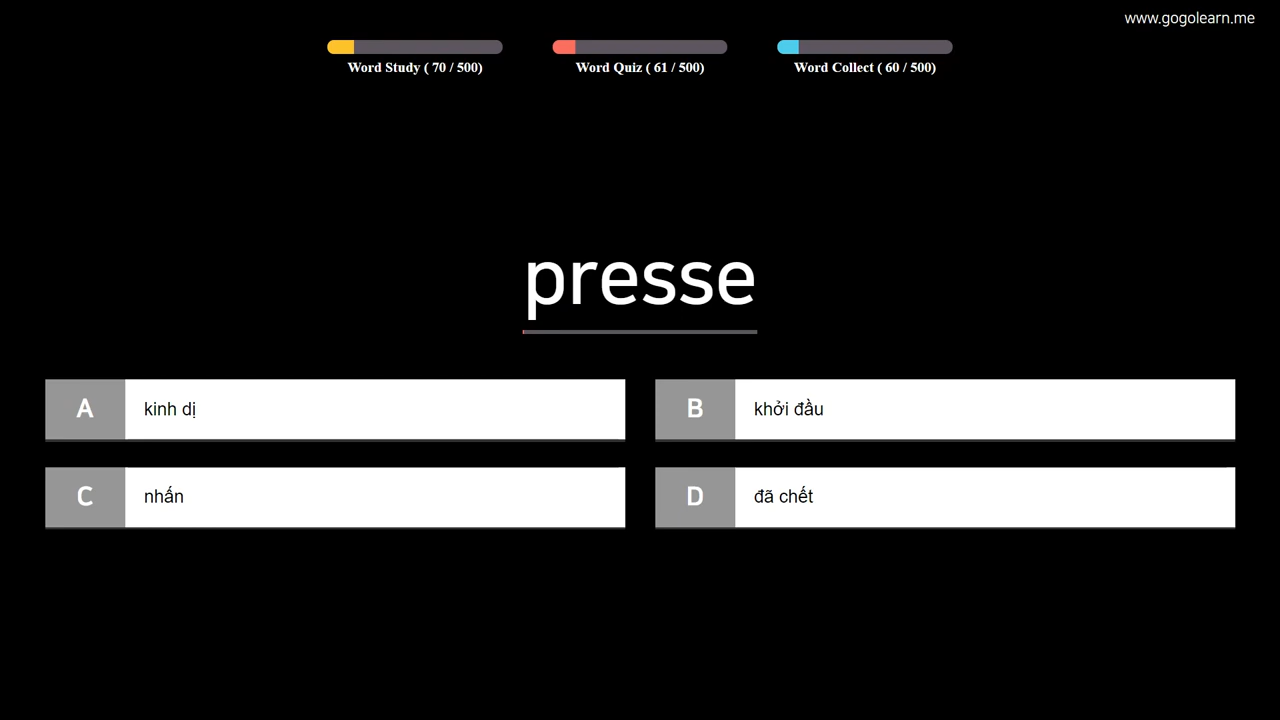 www.gogolearn.me
Word Study ( 70 / 500)
Word Quiz ( 61 / 500)
Word Collect ( 60 / 500)
presse
A kinh dị
B khởi đầu
C nhấn
D đã chết